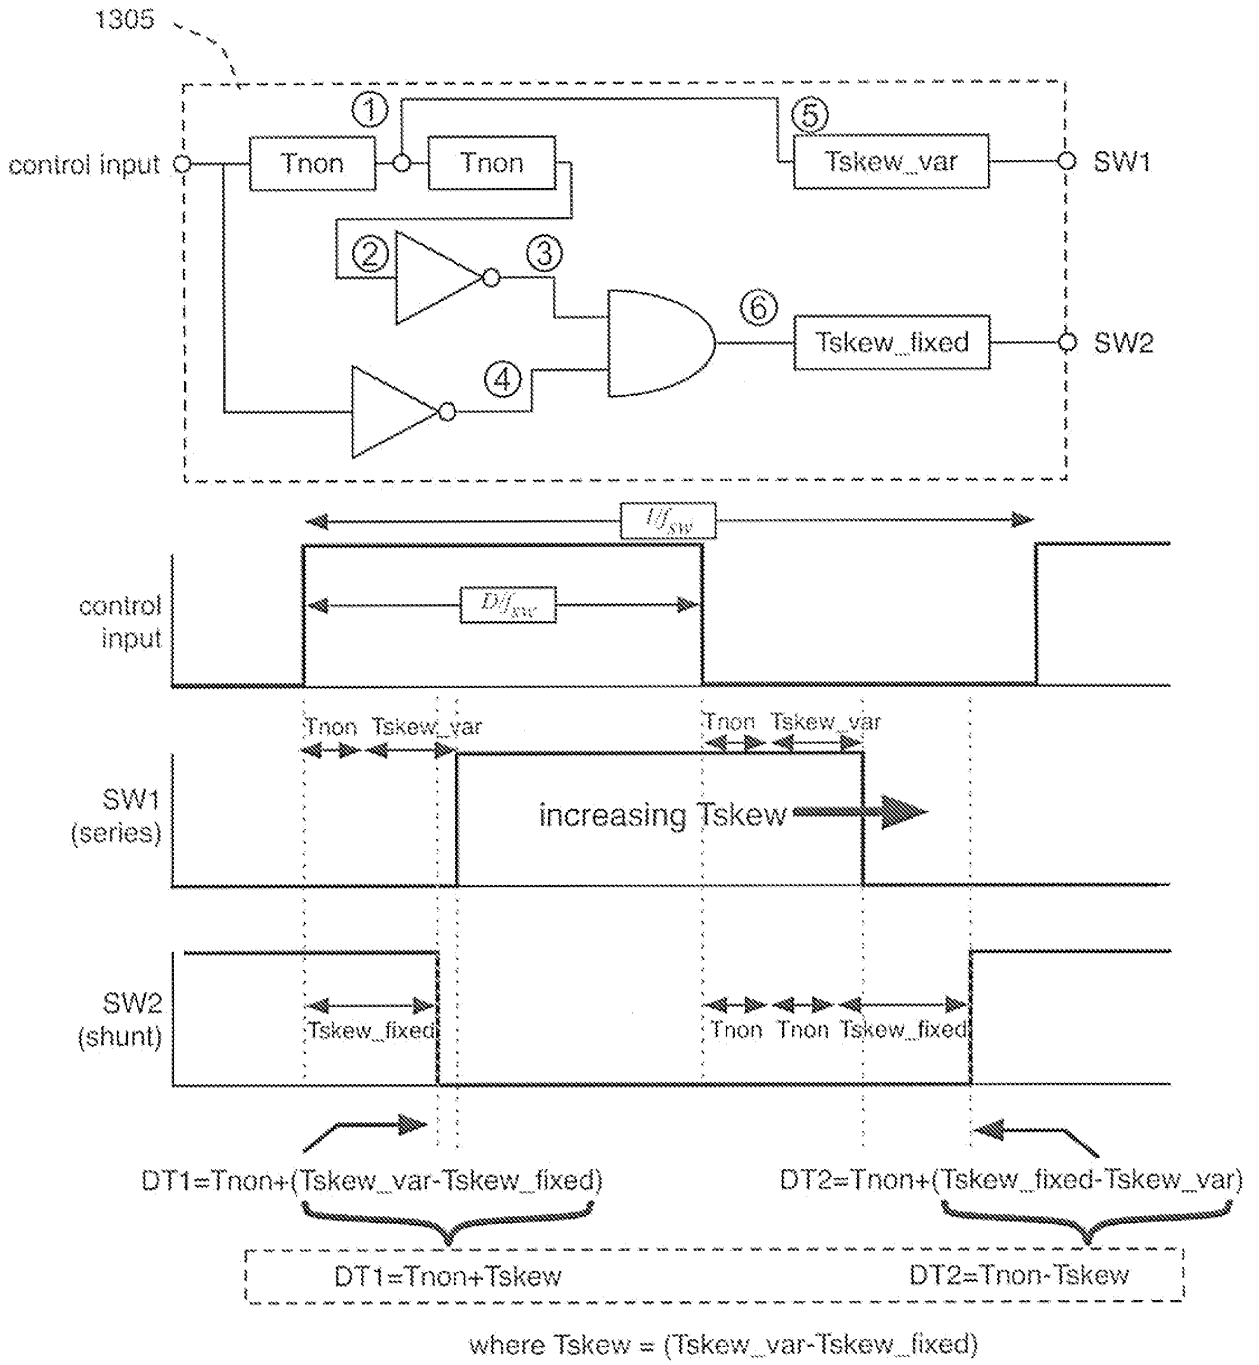 1305
①
⑤
control input
Tnon
Tnon
Tskew_var
SW1
②
③
⑥
④
Tskew_fixed
SW2
1/fsw
D/fsw
control
input
Tnon
Tskew_var
Tnon
Tskew_var
SW1
(series)
increasing Tskew
SW2
(shunt)
Tskew_fixed
Tnon
Tnon
Tskew_fixed
DT1=Tnon+(Tskew_var-Tskew_fixed)
DT2=Tnon+(Tskew_fixed-Tskew_var)
DT1=Tnon+Tskew
DT2=Tnon-Tskew
where Tskew = (Tskew_var-Tskew_fixed)